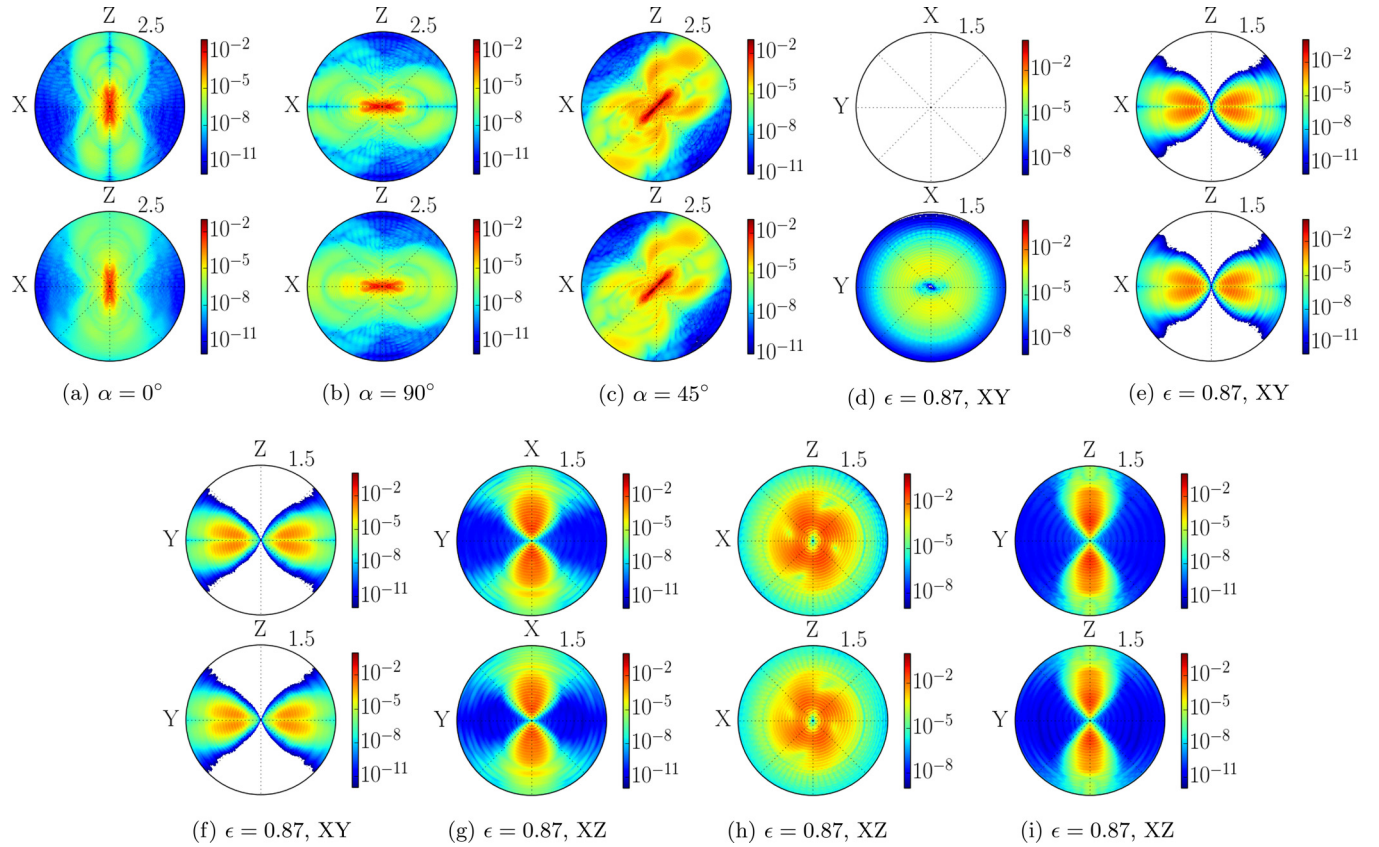 Z 2.5 Z 2.5 Z 2.5 X 1.5 Z 1.5
10⁻² 10⁻² 10⁻² 10⁻² 10⁻²
X 10⁻⁵ X 10⁻⁵ X 10⁻⁵ Y 10⁻⁵ X 10⁻⁵
10⁻⁸ 10⁻⁸ 10⁻⁸ 10⁻⁸ 10⁻⁸
10⁻¹¹ 10⁻¹¹ 10⁻¹¹ 10⁻¹¹
Z 2.5 Z 2.5 Z 2.5 X 1.5 Z 1.5
10⁻² 10⁻² 10⁻² 10⁻² 10⁻²
X 10⁻⁵ X 10⁻⁵ X 10⁻⁵ Y 10⁻⁵ X 10⁻⁵
10⁻⁸ 10⁻⁸ 10⁻⁸ 10⁻⁸ 10⁻⁸
10⁻¹¹ 10⁻¹¹ 10⁻¹¹ 10⁻¹¹
(a) α = 0° (b) α = 90° (c) α = 45° (d) ϵ = 0.87, XY (e) ϵ = 0.87, XY
Z 1.5 X 1.5 Z 1.5 Z 1.5
10⁻² 10⁻² 10⁻² 10⁻²
Y 10⁻⁵ Y 10⁻⁵ X 10⁻⁵ Y 10⁻⁵
10⁻⁸ 10⁻⁸ 10⁻⁸ 10⁻⁸
10⁻¹¹ 10⁻¹¹ 10⁻¹¹
Z 1.5 X 1.5 Z 1.5 Z 1.5
10⁻² 10⁻² 10⁻² 10⁻²
Y 10⁻⁵ Y 10⁻⁵ X 10⁻⁵ Y 10⁻⁵
10⁻⁸ 10⁻⁸ 10⁻⁸ 10⁻⁸
10⁻¹¹ 10⁻¹¹ 10⁻¹¹
(f) ϵ = 0.87, XY (g) ϵ = 0.87, XZ (h) ϵ = 0.87, XZ (i) ϵ = 0.87, XZ